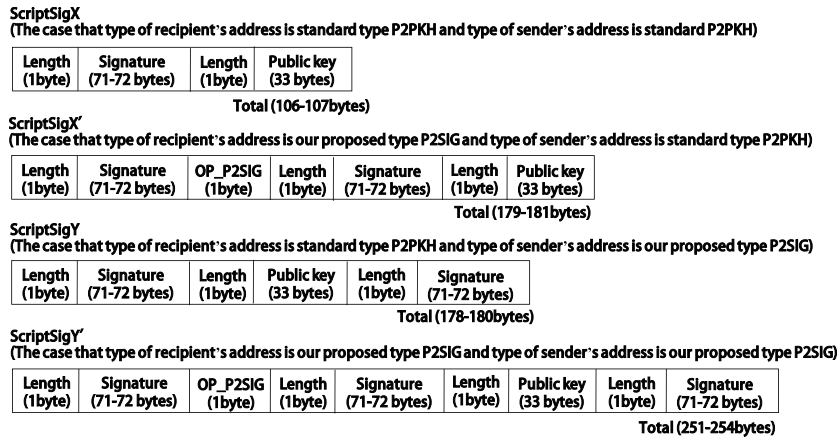 ScriptSigX
(The case that type of recipient's address is standard type P2PKH and type of sender's address is standard P2PKH)
Length Signature Length Public key
(1byte) (71-72 bytes) (1byte) (33 bytes)
Total (106-107bytes)
ScriptSigX′
(The case that type of recipient's address is our proposed type P2SIG and type of sender's address is standard type P2PKH)
Length Signature OP_P2SIG Length Signature Length Public key
(1byte) (71-72 bytes) (1byte) (1byte) (71-72 bytes) (1byte) (33 bytes)
Total (179-181bytes)
ScriptSigY
(The case that type of recipient's address is standard type P2PKH and type of sender's address is our proposed type P2SIG)
Length Signature Length Public key Length Signature
(1byte) (71-72 bytes) (1byte) (33 bytes) (1byte) (71-72 bytes)
Total (178-180bytes)
ScriptSigY′
(The case that type of recipient's address is our proposed type P2SIG and type of sender's address is our proposed type P2SIG)
Length Signature OP_P2SIG Length Signature Length Public key Length Signature
(1byte) (71-72 bytes) (1byte) (1byte) (71-72 bytes) (1byte) (33 bytes) (1byte) (71-72 bytes)
Total (251-254bytes)